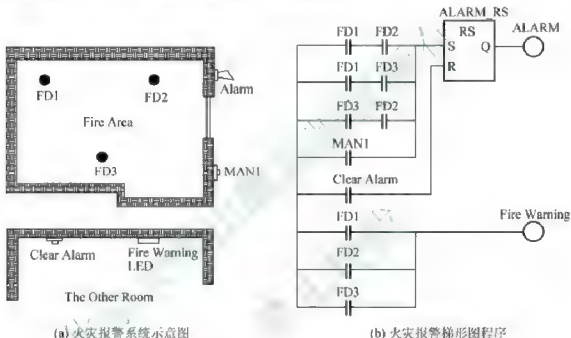 FD1
FD2
Alarm
Fire Area
FD3
MAN1
Clear Alarm
Fire Warning
LED
The Other Room
(a) 火灾报警系统示意图
ALARM_RS
FD1 FD2
RS
ALARM
S
Q
FD1 FD3
R
FD3 FD2
MAN1
Clear Alarm
FD1
Fire Warning
FD2
FD3
(b) 火灾报警梯形图程序